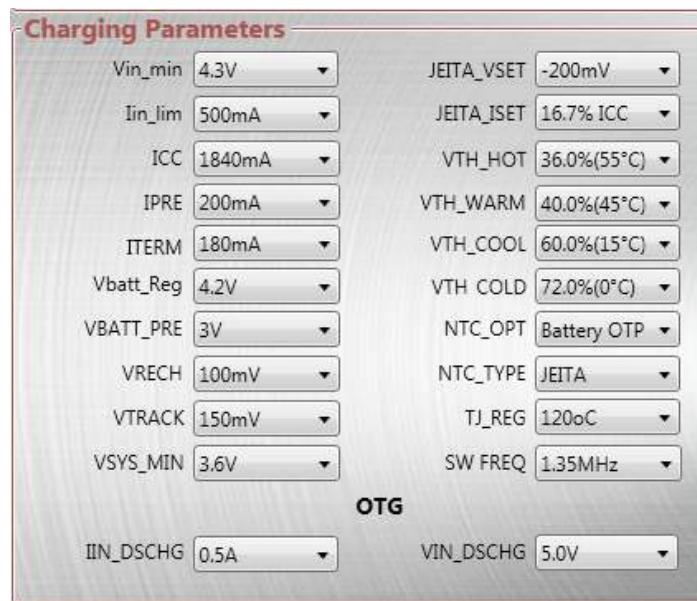 Charging Parameters
Vin_min 4.3V JEITA_VSET -200mV
Iin_lim 500mA JEITA_ISET 16.7% ICC
ICC 1840mA VTH_HOT 36.0%(55°C)
IPRE 200mA VTH_WARM 40.0%(45°C)
ITERM 180mA VTH_COOL 60.0%(15°C)
Vbatt_Reg 4.2V VTH COLD 72.0%(0°C)
VBATT_PRE 3V NTC_OPT Battery OTP
VRECH 100mV NTC_TYPE JEITA
VTRACK 150mV TJ_REG 120oC
VSYS_MIN 3.6V SW FREQ 1.35MHz
OTG
IIN_DSCHG 0.5A VIN_DSCHG 5.0V